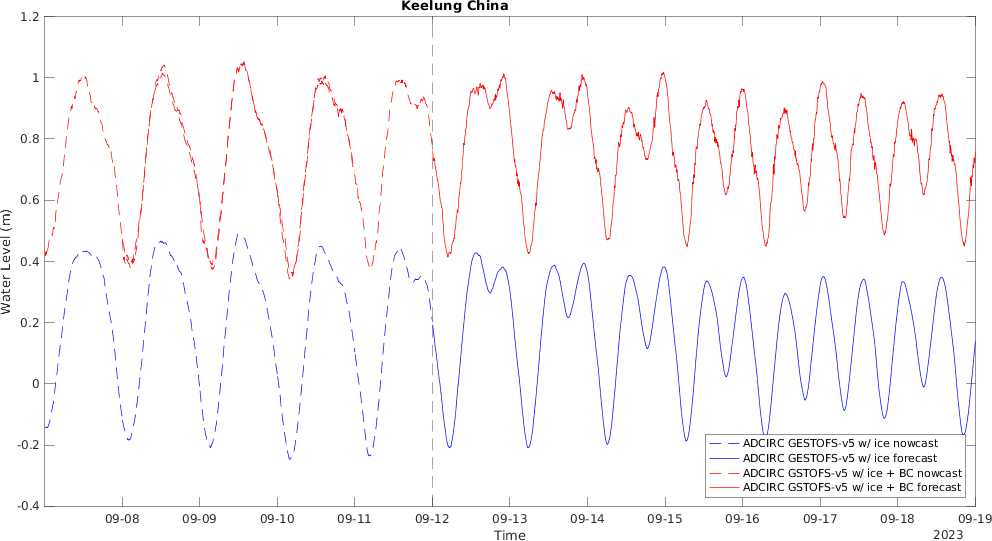 Keelung China
1.2
1
0.8
0.6
0.4
0.2
0
-0.2
-0.4
Water Level (m)
ADCIRC GESTOFS-v5 w/ ice nowcast
ADCIRC GESTOFS-v5 w/ ice forecast
ADCIRC GSTOFS-v5 w/ ice + BC nowcast
ADCIRC GSTOFS-v5 w/ ice + BC forecast
09-08 09-09 09-10 09-11 09-12 09-13 09-14 09-15 09-16 09-17 09-18 09-19
Time
2023